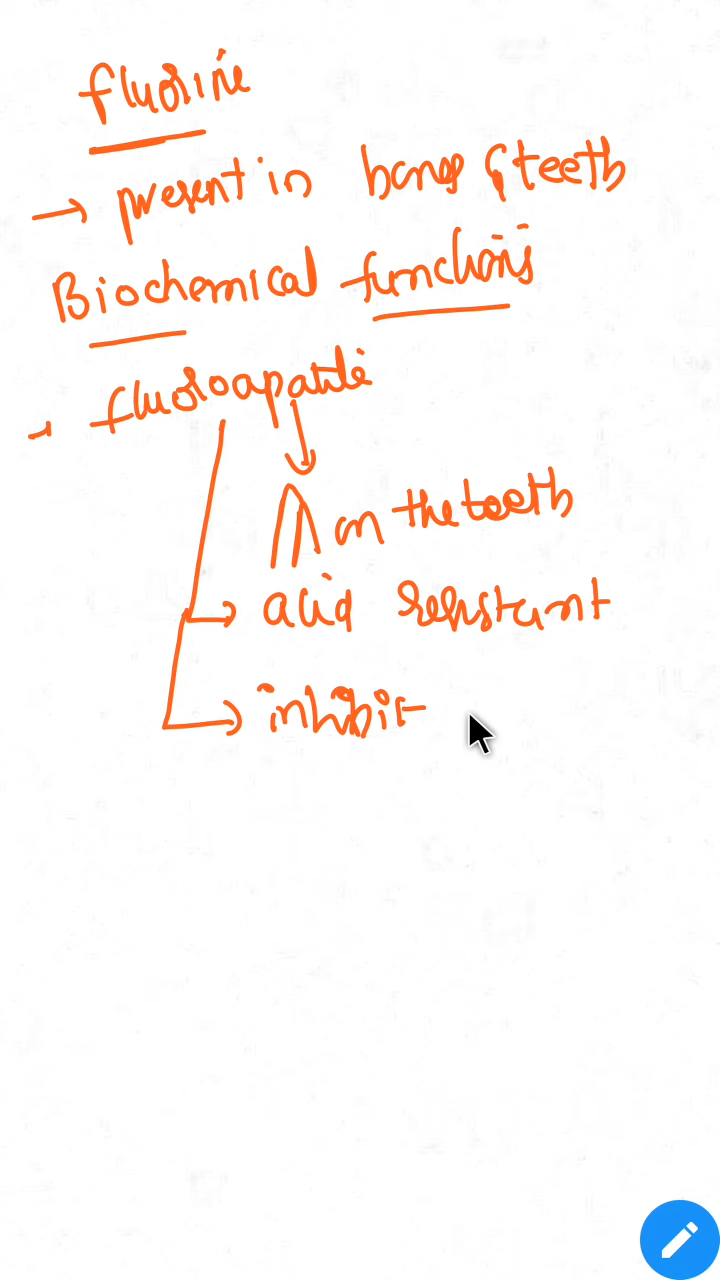 fluorine
→ present in bones & teeth
Biochemical functions
fluoroapatite
on the teeth
→ acid resistant
→ inhibit